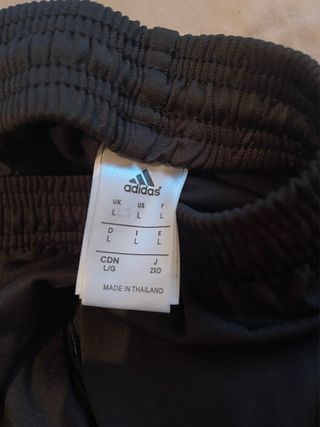 adidas
UK US F
L L L
D I E
L L L
CDN J
L/G 2XO
MADE IN THAILAND